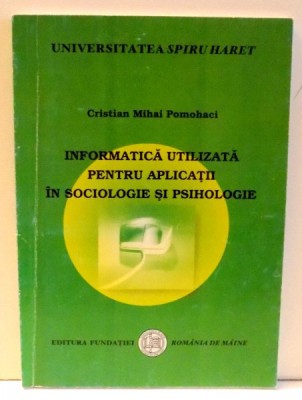 UNIVERSITATEA SPIRU HARET
Cristian Mihai Pomohaci
INFORMATICĂ UTILIZATĂ
PENTRU APLICAȚII
ÎN SOCIOLOGIE ȘI PSIHOLOGIE
EDITURA FUNDAȚIEI ROMÂNIA DE MÂINE